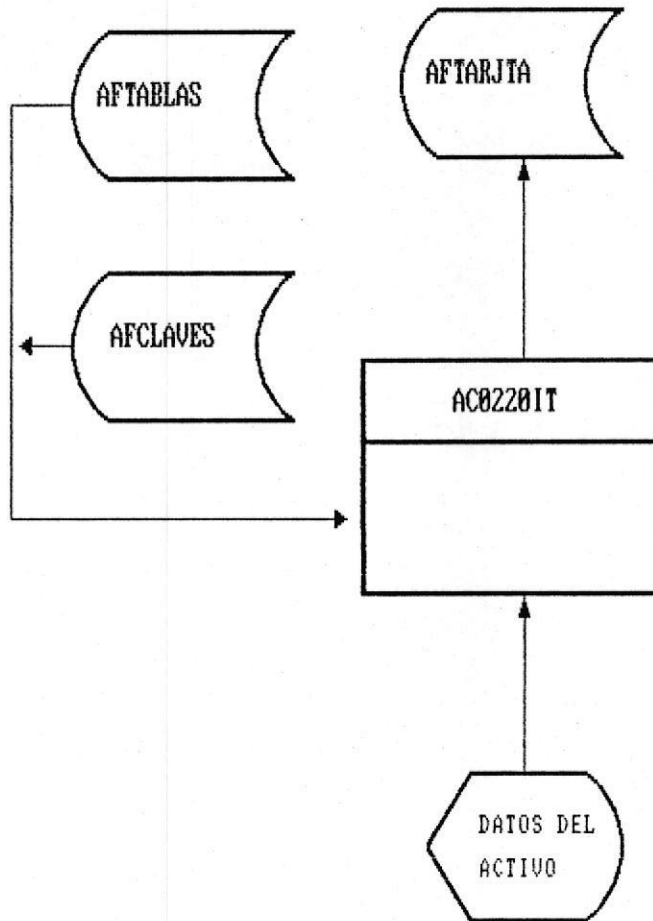 AFTABLAS
AFTARJTA
AFCLAVES
AC0220IT
DATOS DEL
ACTIVO